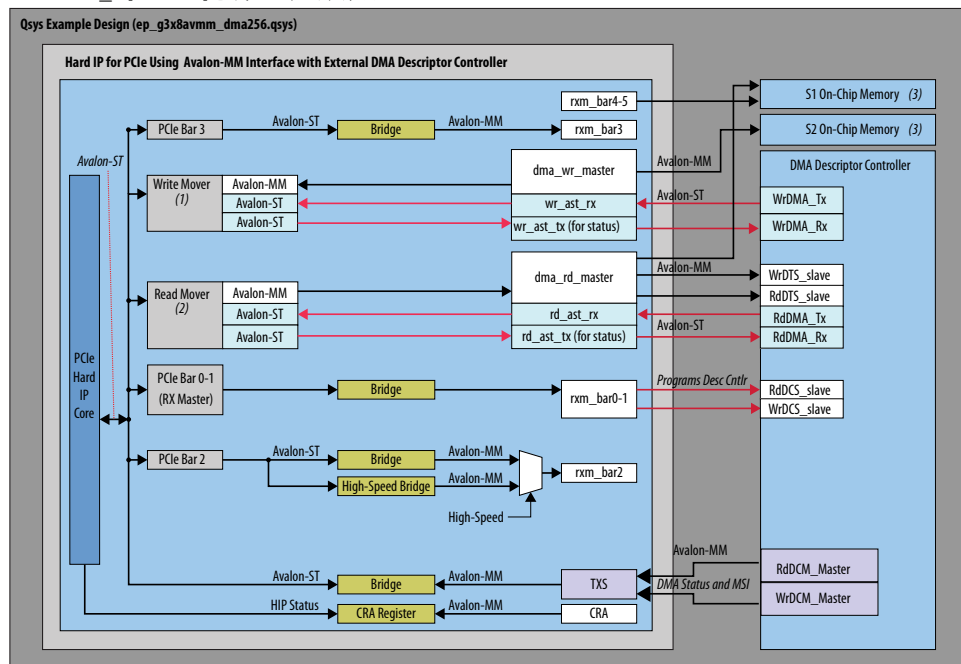 Qsys Example Design (ep_g3x8avmm_dma256.qsys)
Hard IP for PCIe Using Avalon-MM Interface with External DMA Descriptor Controller
rxm_bar4-5
S1 On-Chip Memory (3)
PCIe Bar 3
Avalon-ST
Bridge
Avalon-MM
rxm_bar3
S2 On-Chip Memory (3)
Avalon-ST
DMA Descriptor Controller
Write Mover
(1)
Avalon-MM
Avalon-ST
Avalon-ST
dma_wr_master
wr_ast_rx
wr_ast_tx (for status)
Avalon-MM
Avalon-ST
WrDMA_Tx
WrDMA_Rx
Read Mover
(2)
Avalon-MM
Avalon-ST
Avalon-ST
dma_rd_master
rd_ast_rx
rd_ast_tx (for status)
Avalon-MM
Avalon-ST
WrDTS_slave
RdDTS_slave
RdDMA_Tx
RdDMA_Rx
PCIe
Hard
IP
Core
PCIe Bar 0-1
(RX Master)
Bridge
rxm_bar0-1
Programs Desc Cntlr
RdDCS_slave
WrDCS_slave
PCIe Bar 2
Avalon-ST
Bridge
Avalon-MM
High-Speed Bridge
Avalon-MM
rxm_bar2
High-Speed
Avalon-MM
Avalon-ST
Bridge
Avalon-MM
TXS
DMA Status and MSI
RdDCM_Master
WrDCM_Master
HIP Status
CRA Register
Avalon-MM
CRA